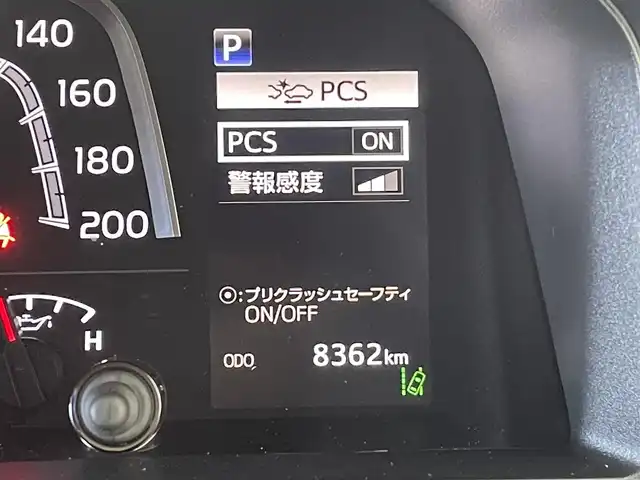 140
160
180
200
H
P
PCS
PCS ON
警報感度
⦿:プリクラッシュセーフティ
ON/OFF
ODO 8362km